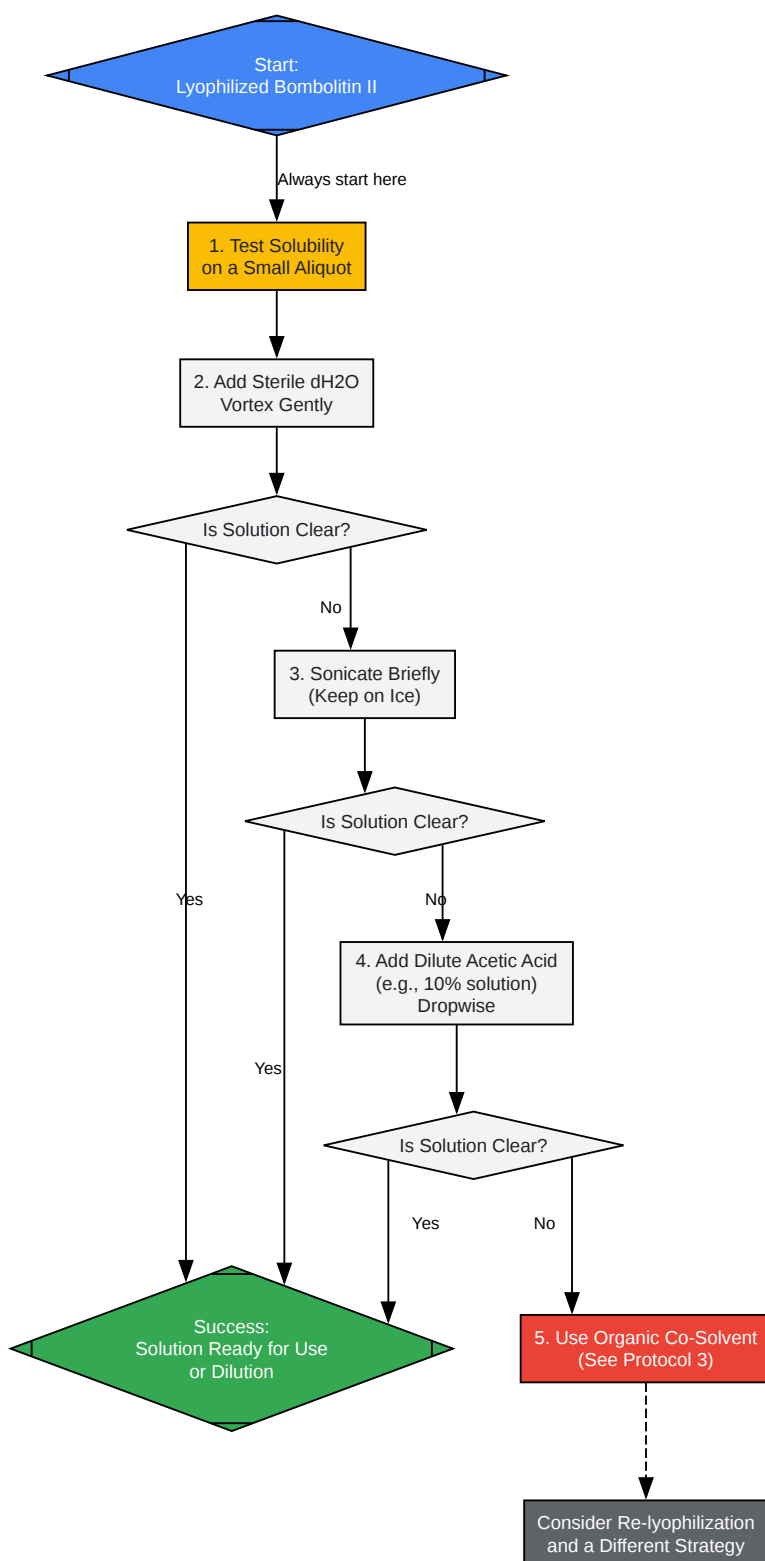 Start:
Lyophilized Bombolitin II
Always start here
1. Test Solubility
on a Small Aliquot
2. Add Sterile dH2O
Vortex Gently
Is Solution Clear?
No
3. Sonicate Briefly
(Keep on Ice)
Is Solution Clear?
Yes
No
4. Add Dilute Acetic Acid
(e.g., 10% solution)
Dropwise
Yes
Is Solution Clear?
Yes
No
Success:
Solution Ready for Use
or Dilution
5. Use Organic Co-Solvent
(See Protocol 3)
Consider Re-lyophilization
and a Different Strategy